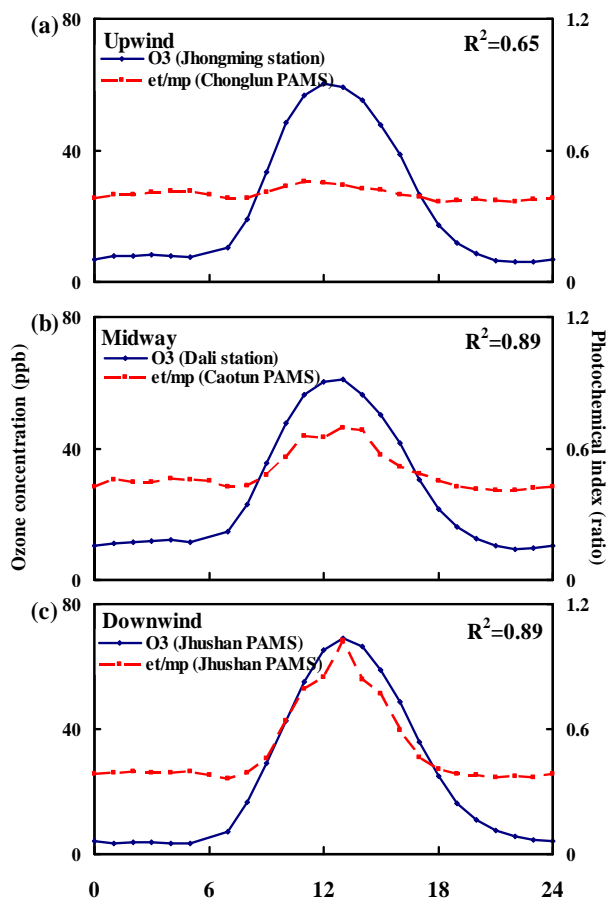 (a)
80
1.2
Upwind
R²=0.65
O3 (Jhongming station)
et/mp (Chonglun PAMS)
40
0.6
0
0
(b)
80
1.2
Midway
R²=0.89
O3 (Dali station)
et/mp (Caotun PAMS)
40
0.6
0
0
Ozone concentration (ppb)
Photochemical index (ratio)
(c)
80
1.2
Downwind
R²=0.89
O3 (Jhushan PAMS)
et/mp (Jhushan PAMS)
40
0.6
0
0
0 6 12 18 24